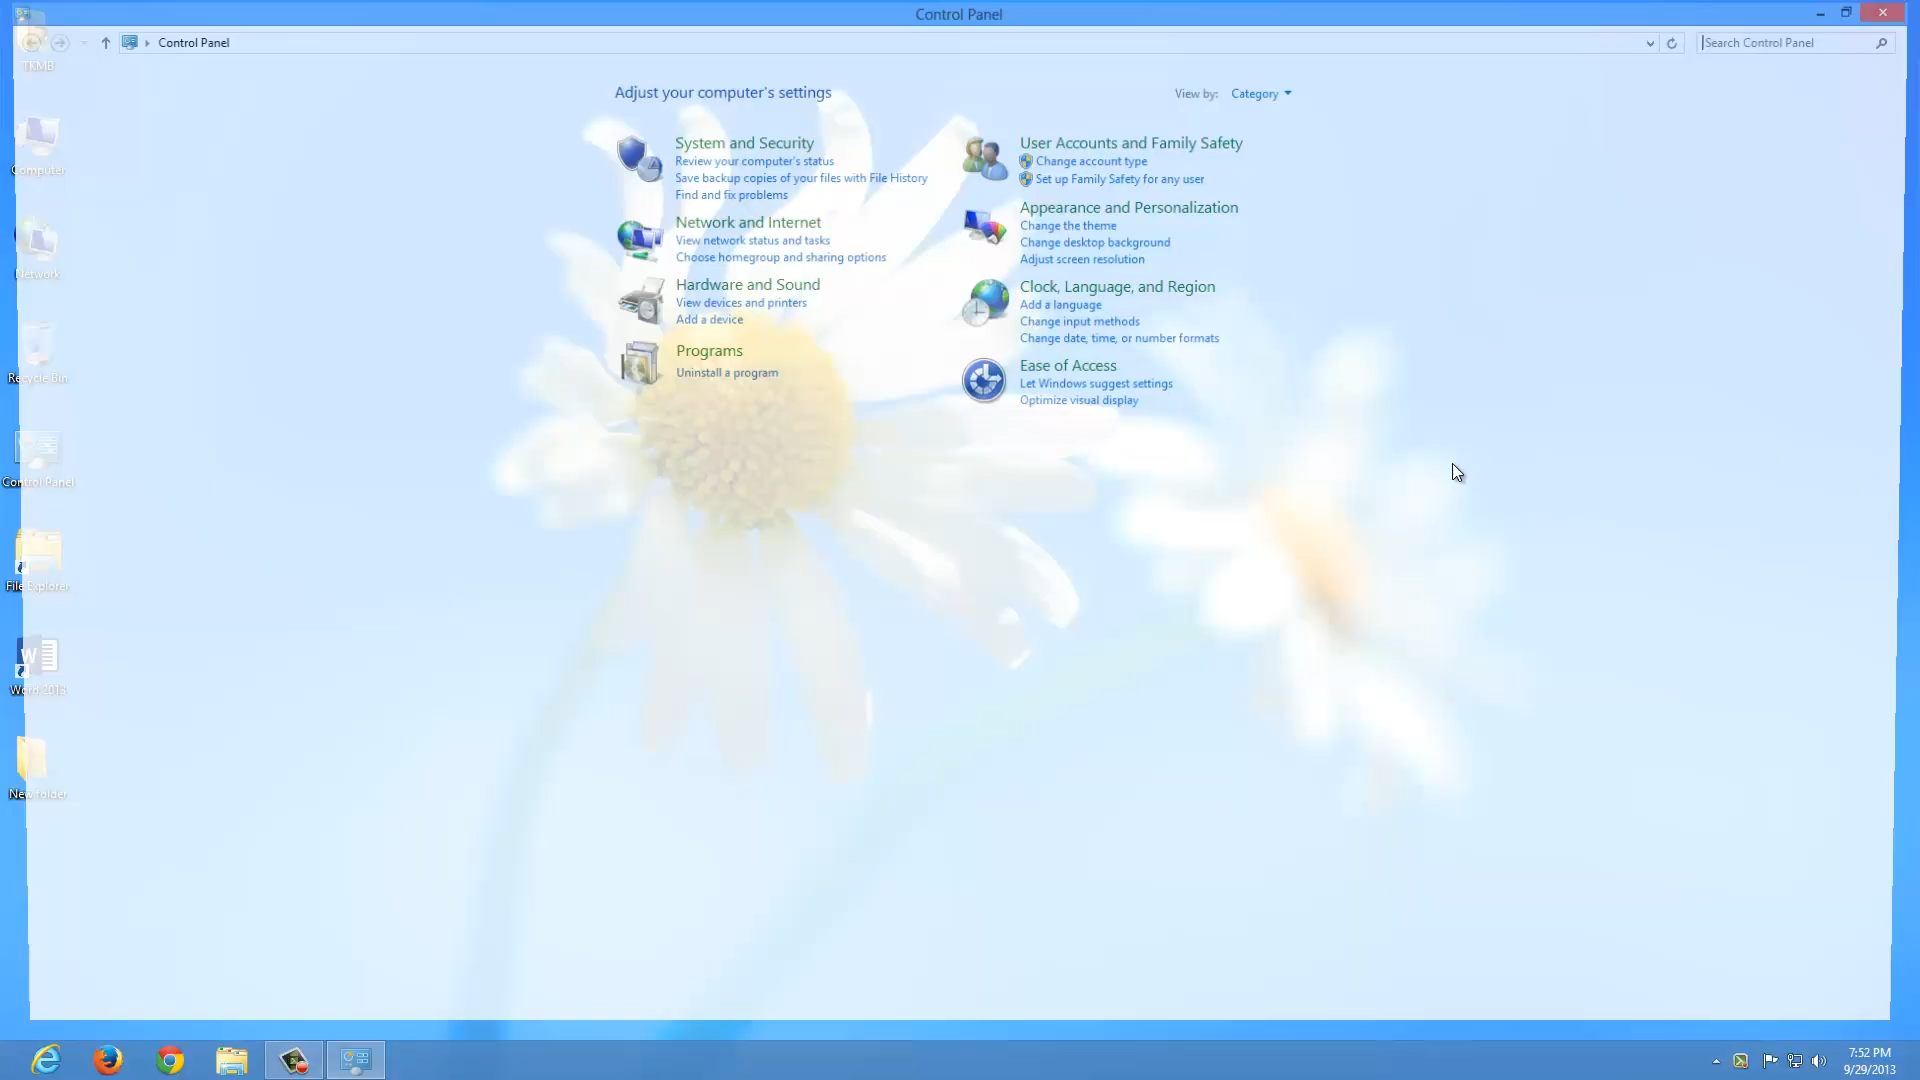 Control Panel
Control Panel
Search Control Panel
TKMB
Computer
Network
Recycle Bin
Control Panel
File Explorer
Word 2013
New folder
Adjust your computer's settings
View by: Category
System and Security
Review your computer's status
Save backup copies of your files with File History
Find and fix problems
Network and Internet
View network status and tasks
Choose homegroup and sharing options
Hardware and Sound
View devices and printers
Add a device
Programs
Uninstall a program
User Accounts and Family Safety
Change account type
Set up Family Safety for any user
Appearance and Personalization
Change the theme
Change desktop background
Adjust screen resolution
Clock, Language, and Region
Add a language
Change input methods
Change date, time, or number formats
Ease of Access
Let Windows suggest settings
Optimize visual display
7:52 PM
9/29/2013